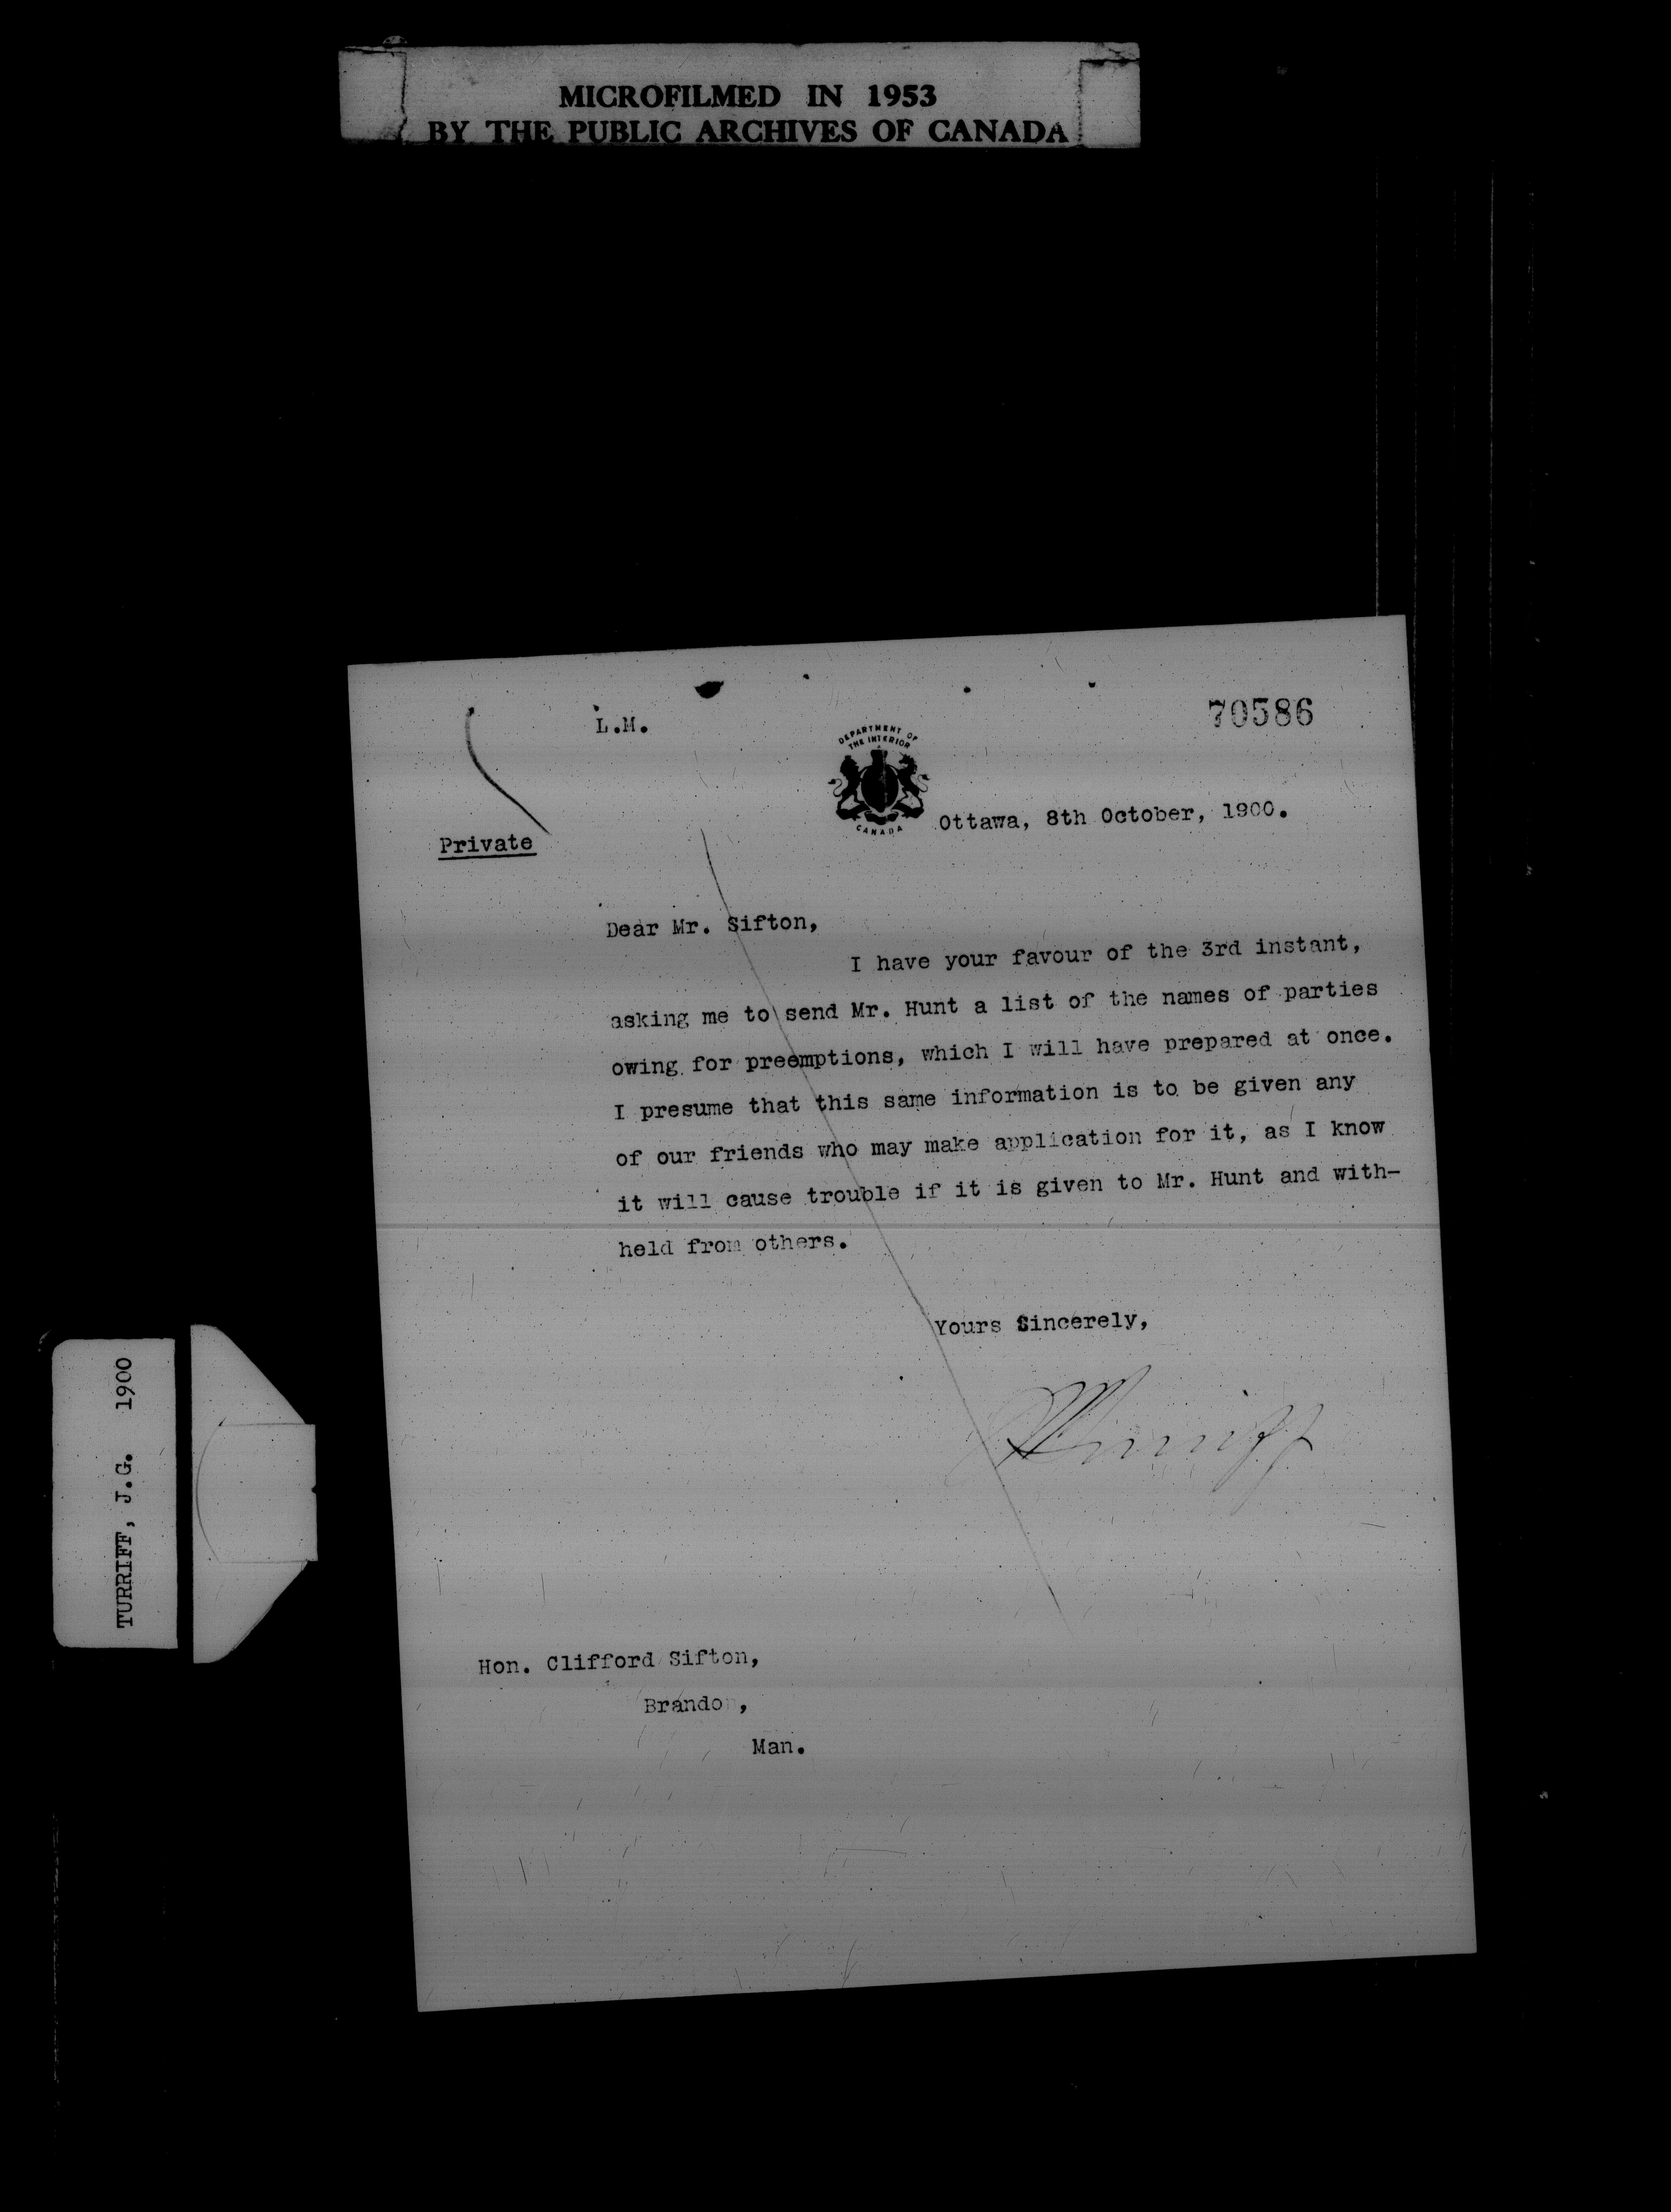 MICROFILMED IN 1953
BY THE PUBLIC ARCHIVES OF CANADA
70586
L.M.
DEPARTMENT OF
THE INTERIOR
CANADA
Ottawa, 8th October, 1900.
Private
Dear Mr. Sifton,
I have your favour of the 3rd instant,
asking me to send Mr. Hunt a list of the names of parties
owing for preemptions, which I will have prepared at once.
I presume that this same information is to be given any
of our friends who may make application for it, as I know
it will cause trouble if it is given to Mr. Hunt and with-
held from others.
Yours Sincerely,
JGTurriff
Hon. Clifford Sifton,
Brandon,
Man.
TURRIFF, J.G. 1900